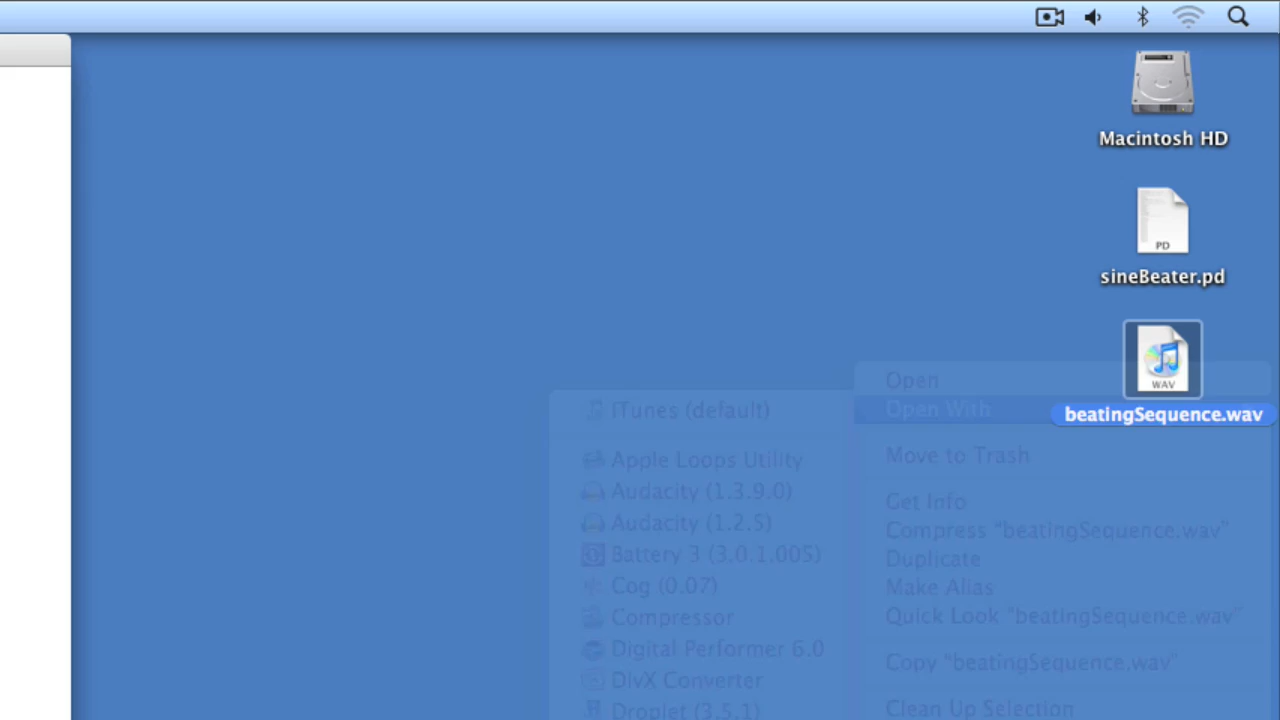 Macintosh HD
PD
sineBeater.pd
WAV
beatingSequence.wav
Open
Open With
Move to Trash
Get Info
Compress “beatingSequence.wav”
Duplicate
Make Alias
Quick Look “beatingSequence.wav”
Copy “beatingSequence.wav”
Clean Up Selection
iTunes (default)
Apple Loops Utility
Audacity (1.3.9.0)
Audacity (1.2.5)
Battery 3 (3.0.1.005)
Cog (0.07)
Compressor
Digital Performer 6.0
DivX Converter
Droplet (3.5.1)